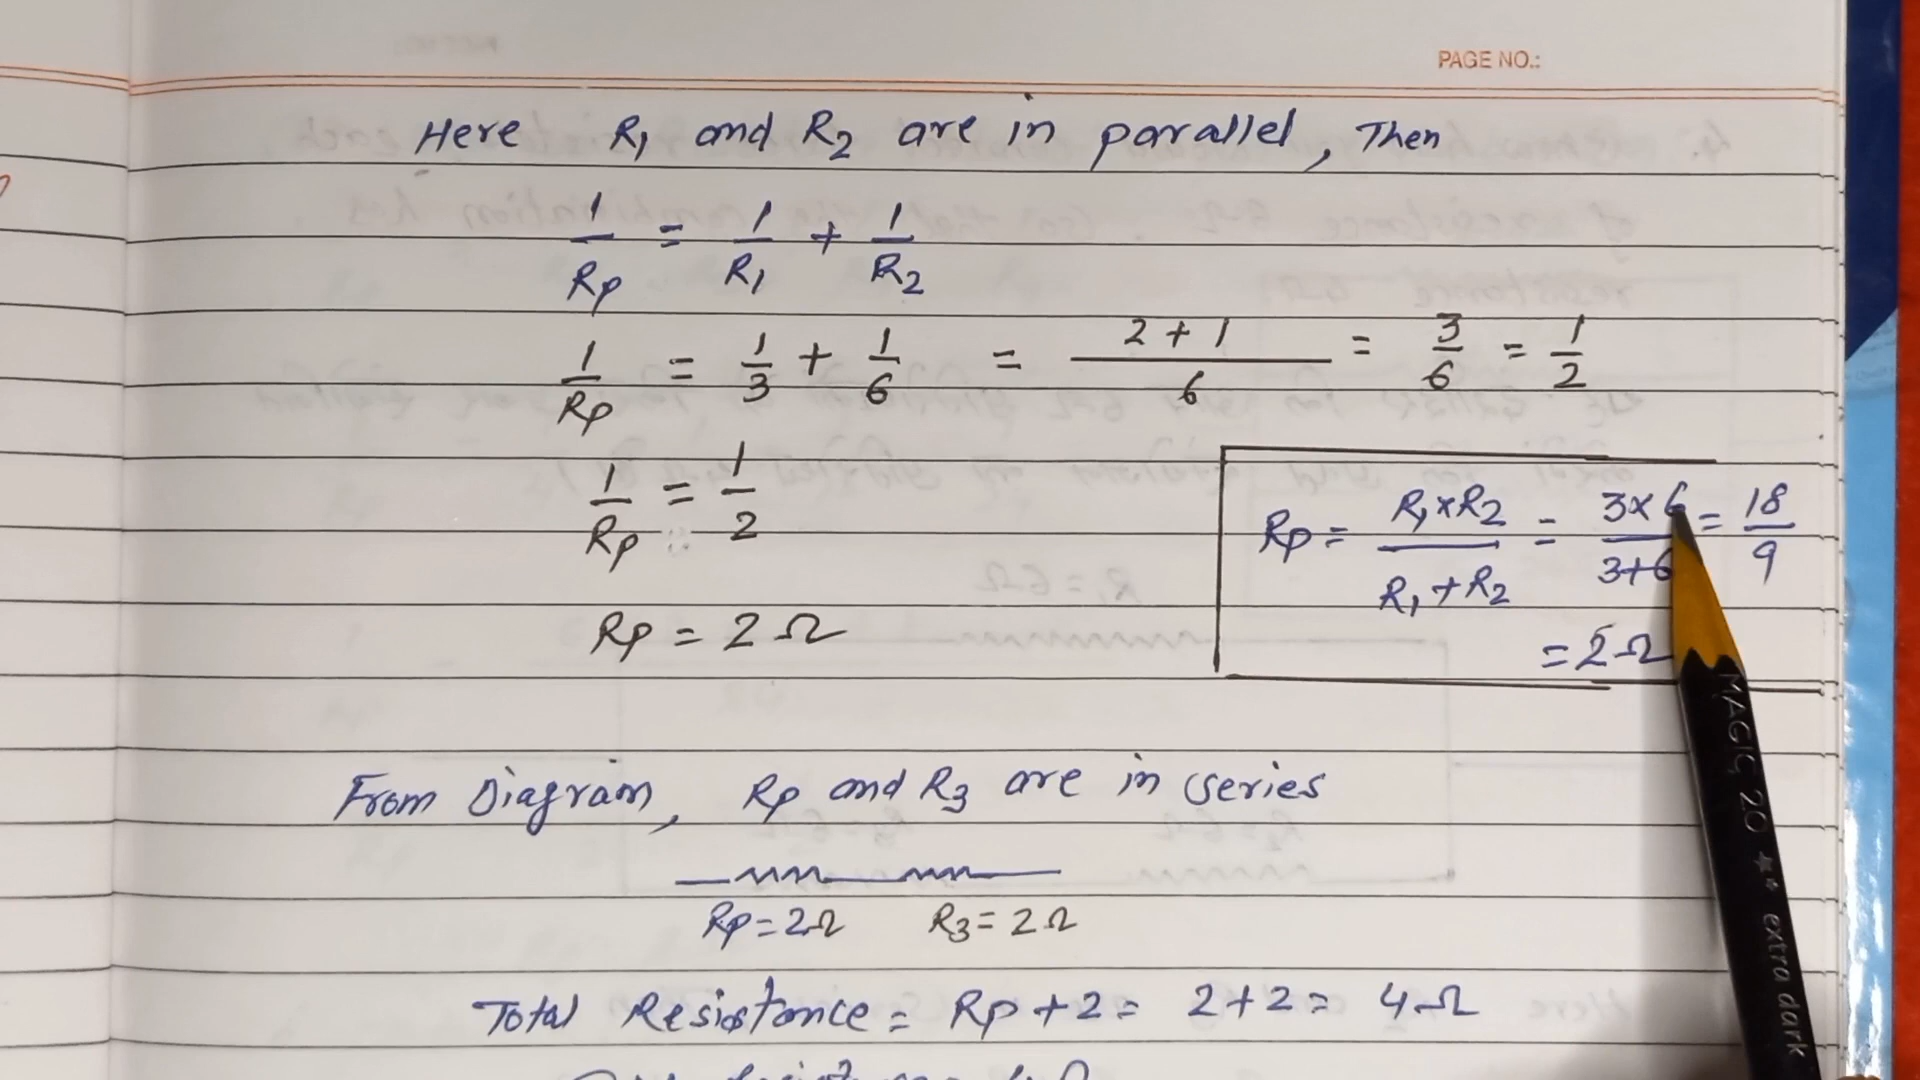 PAGE NO.:
Here R₁ and R₂ are in parallel, Then
1/Rp = 1/R₁ + 1/R₂
1/Rp = 1/3 + 1/6 = (2+1)/6 = 3/6 = 1/2
1/Rp = 1/2
Rp = 2Ω
Rp = (R₁×R₂)/(R₁+R₂) = (3×6)/(3+6) = 18/9
= 2Ω
From Diagram, Rp and R₃ are in series
Rp=2Ω R₃=2Ω
Total Resistance = Rp+2 = 2+2 = 4Ω
MAGIC 20 extra dark